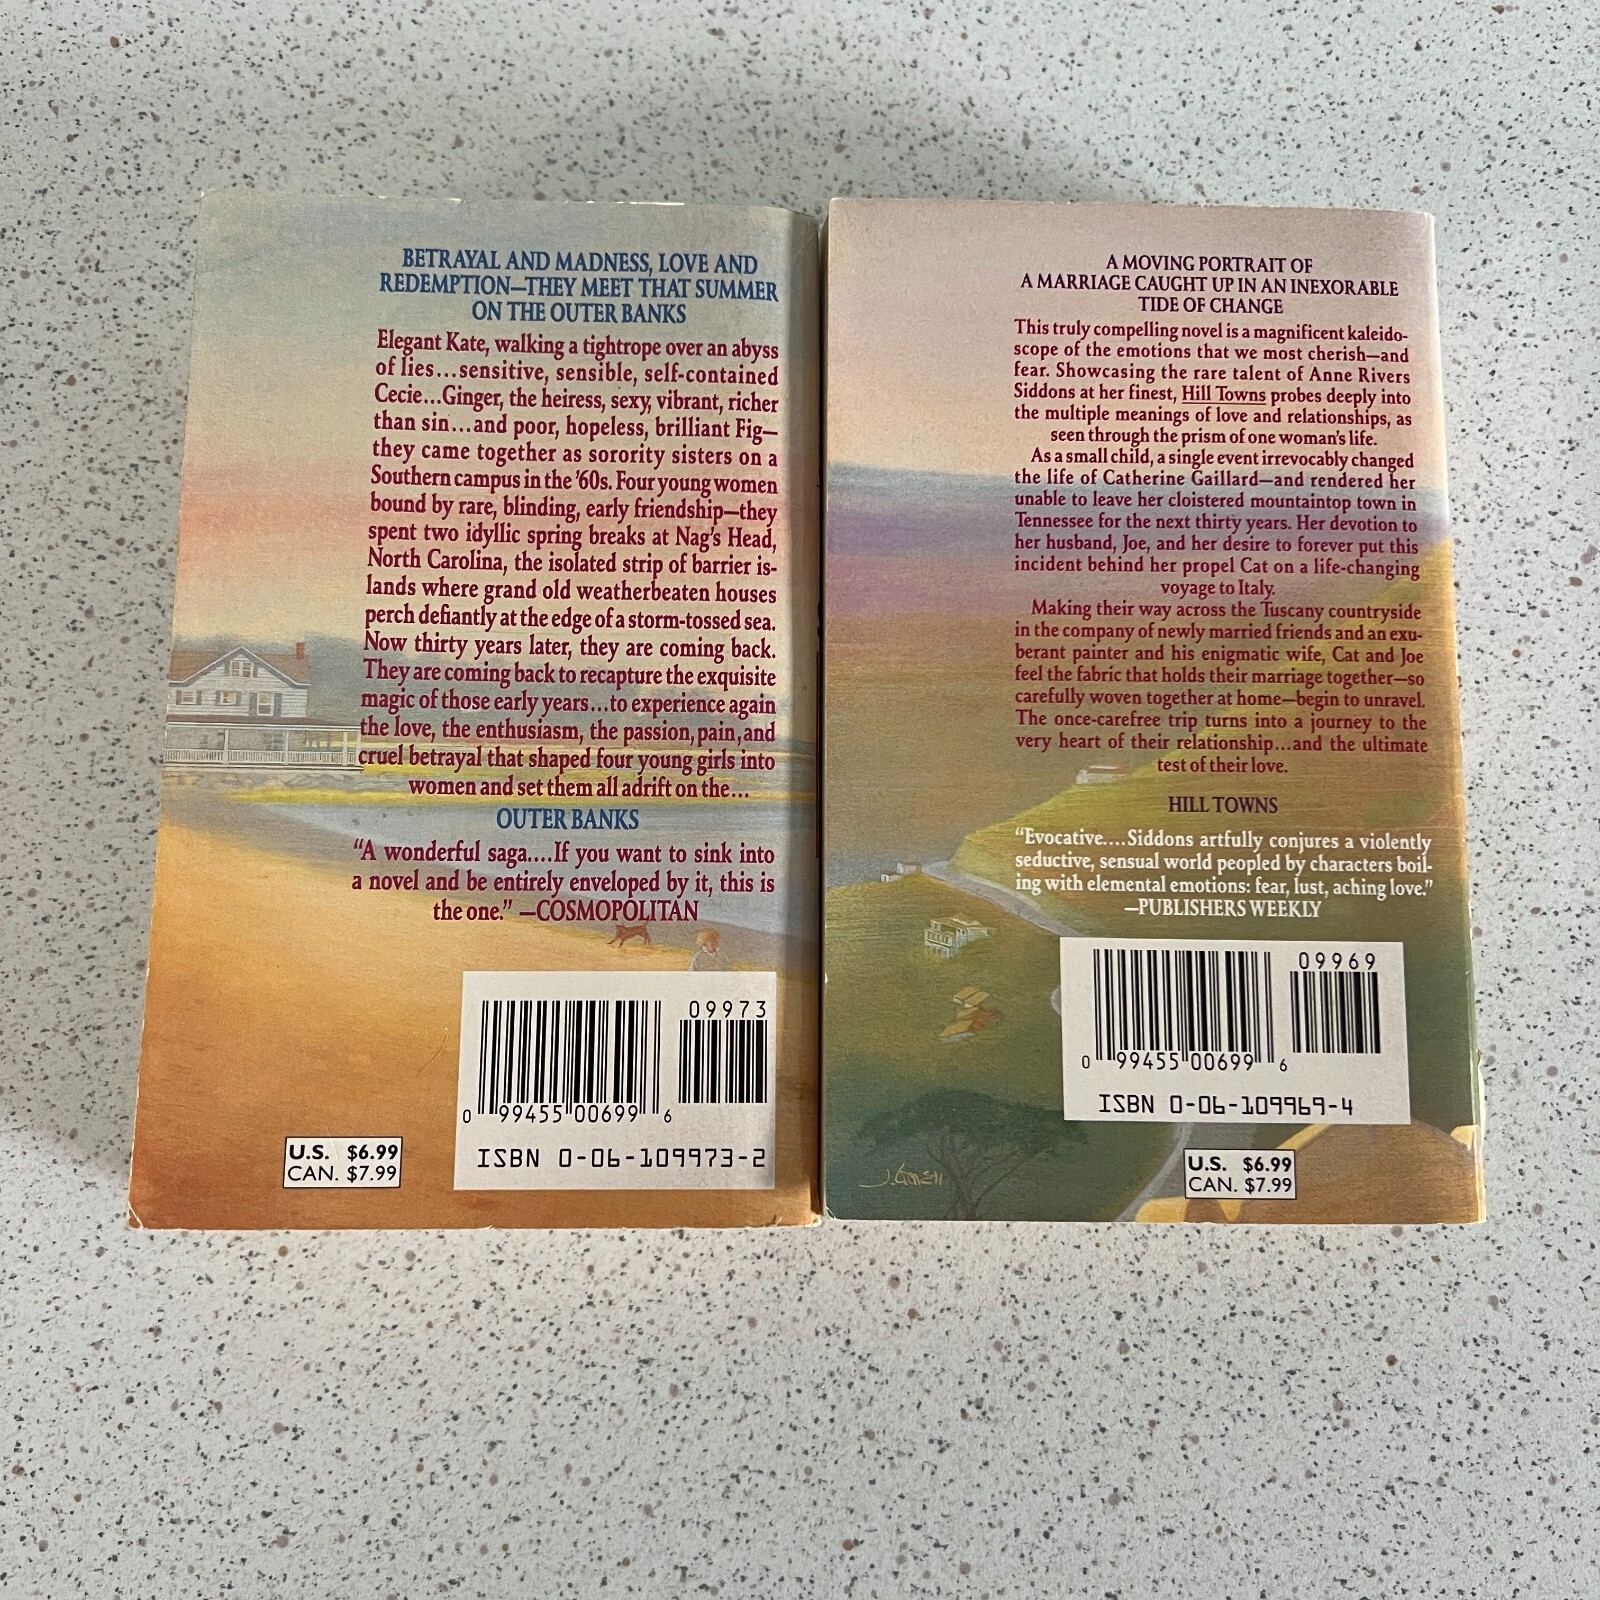 BETRAYAL AND MADNESS, LOVE AND
REDEMPTION—THEY MEET THAT SUMMER
ON THE OUTER BANKS
Elegant Kate, walking a tightrope over an abyss
of lies...sensitive, sensible, self-contained
Cecie...Ginger, the heiress, sexy, vibrant, richer
than sin...and poor, hopeless, brilliant Fig—
they came together as sorority sisters on a
Southern campus in the '60s. Four young women
bound by rare, blinding, early friendship—they
spent two idyllic spring breaks at Nag's Head,
North Carolina, the isolated strip of barrier is-
lands where grand old weatherbeaten houses
perch defiantly at the edge of a storm-tossed sea.
Now thirty years later, they are coming back.
They are coming back to recapture the exquisite
magic of those early years...to experience again
the love, the enthusiasm, the passion, pain, and
cruel betrayal that shaped four young girls into
women and set them all adrift on the...
OUTER BANKS
“A wonderful saga....If you want to sink into
a novel and be entirely enveloped by it, this is
the one.” —COSMOPOLITAN
09973
0 99455 00699 6
ISBN 0-06-109973-2
U.S. $6.99
CAN. $7.99
A MOVING PORTRAIT OF
A MARRIAGE CAUGHT UP IN AN INEXORABLE
TIDE OF CHANGE
This truly compelling novel is a magnificent kaleido-
scope of the emotions that we most cherish—and
fear. Showcasing the rare talent of Anne Rivers
Siddons at her finest, Hill Towns probes deeply into
the multiple meanings of love and relationships, as
seen through the prism of one woman's life.
As a small child, a single event irrevocably changed
the life of Catherine Gaillard—and rendered her
unable to leave her cloistered mountaintop town in
Tennessee for the next thirty years. Her devotion to
her husband, Joe, and her desire to forever put this
incident behind her propel Cat on a life-changing
voyage to Italy.
Making their way across the Tuscany countryside
in the company of newly married friends and an exu-
berant painter and his enigmatic wife, Cat and Joe
feel the fabric that holds their marriage together—so
carefully woven together at home—begin to unravel.
The once-carefree trip turns into a journey to the
very heart of their relationship...and the ultimate
test of their love.
HILL TOWNS
“Evocative....Siddons artfully conjures a violently
seductive, sensual world peopled by characters boil-
ing with elemental emotions: fear, lust, aching love.”
—PUBLISHERS WEEKLY
09969
0 99455 00699 6
ISBN 0-06-109969-4
U.S. $6.99
CAN. $7.99